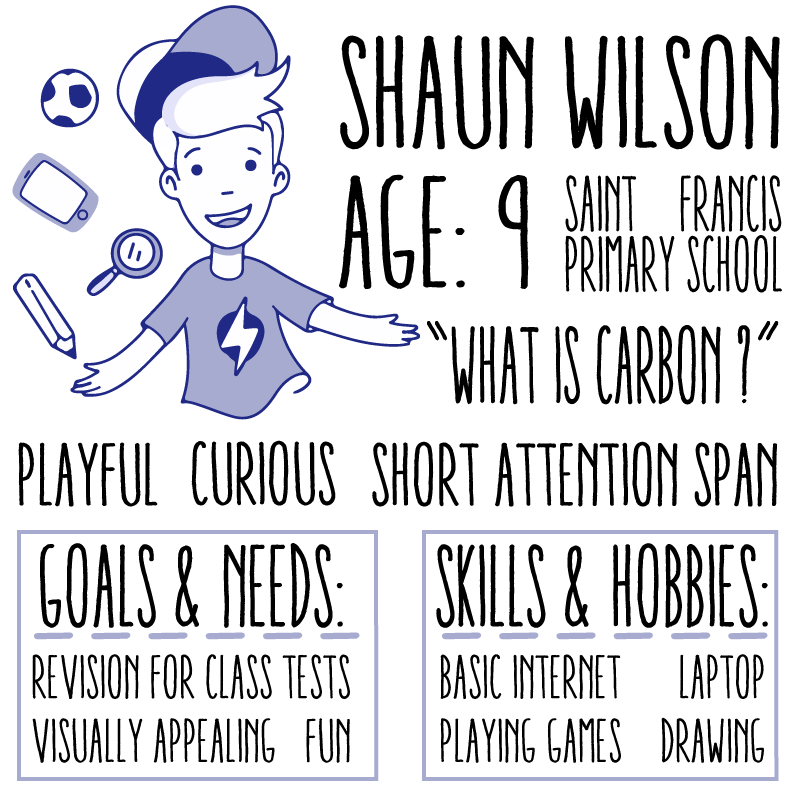 SHAUN WILSON
AGE: 9
SAINT FRANCIS
PRIMARY SCHOOL
"WHAT IS CARBON ?"
PLAYFUL CURIOUS SHORT ATTENTION SPAN
GOALS & NEEDS:
REVISION FOR CLASS TESTS
VISUALLY APPEALING FUN
SKILLS & HOBBIES:
BASIC INTERNET LAPTOP
PLAYING GAMES DRAWING